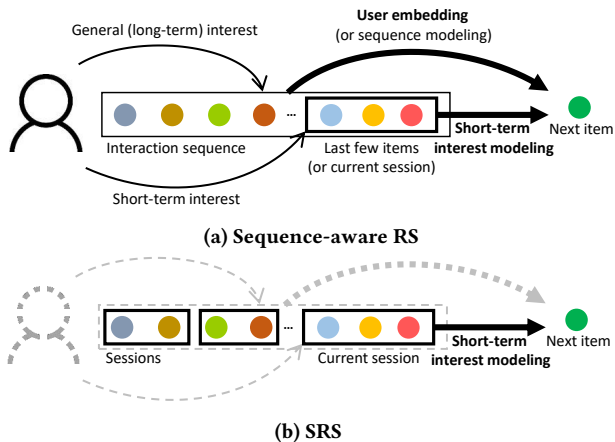 General (long-term) interest
User embedding
(or sequence modeling)
...
Interaction sequence
Last few items
(or current session)
Short-term
interest modeling
Next item
Short-term interest
(a) Sequence-aware RS
...
Sessions
Current session
Short-term
interest modeling
Next item
(b) SRS